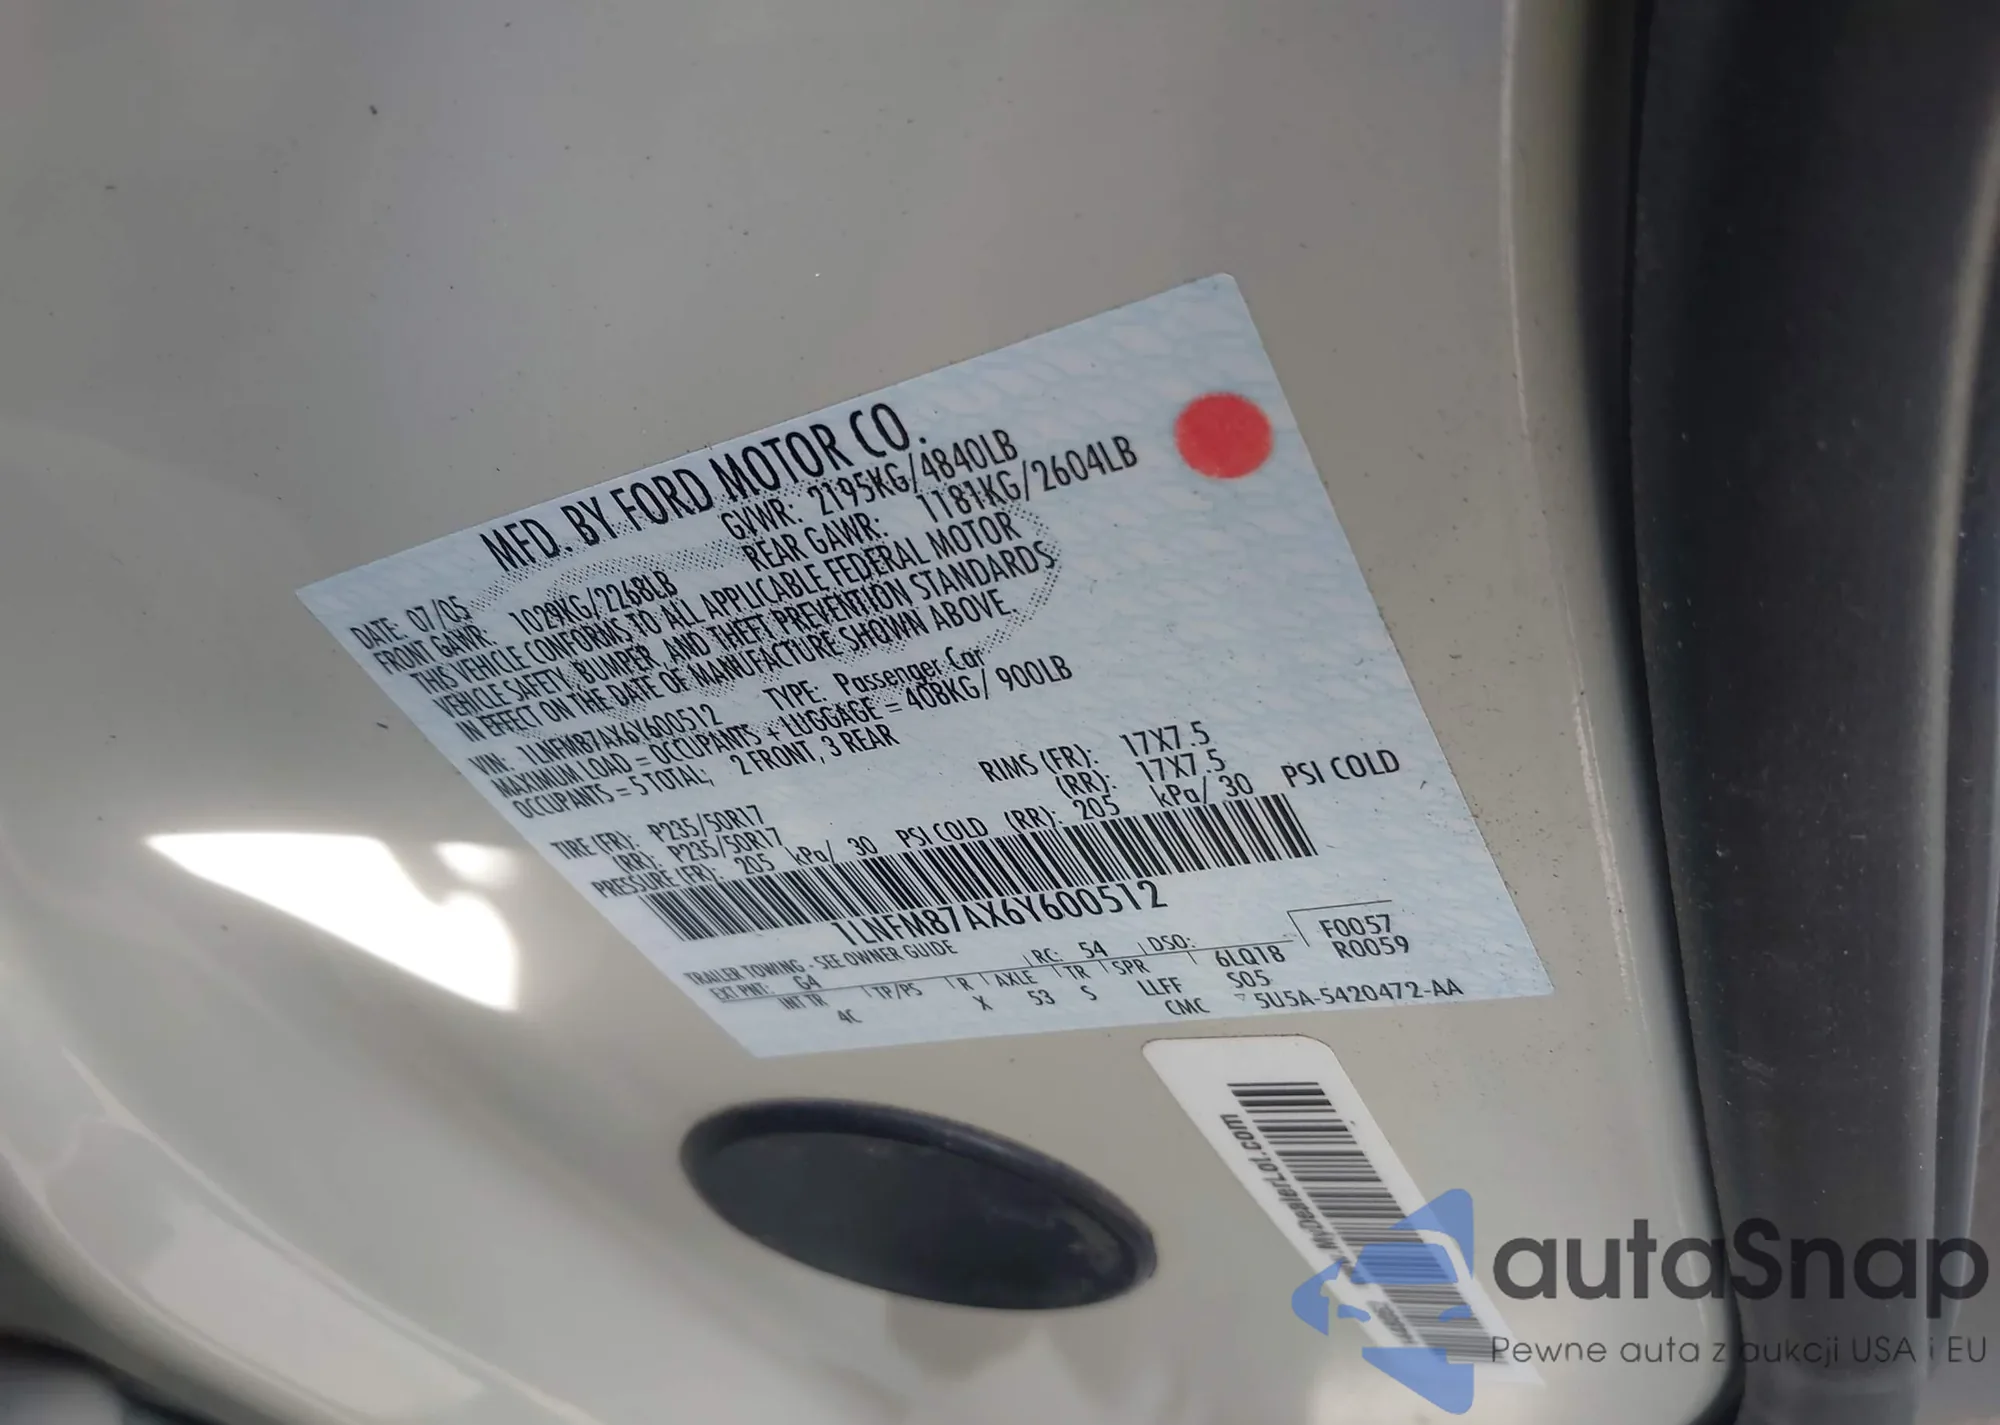 MFD. BY FORD MOTOR CO.
DATE: 07/05 GVWR: 2195KG/4840LB
FRONT GAWR: 1029KG/2268LB REAR GAWR: 1181KG/2604LB
THIS VEHICLE CONFORMS TO ALL APPLICABLE FEDERAL MOTOR
VEHICLE SAFETY, BUMPER, AND THEFT PREVENTION STANDARDS
IN EFFECT ON THE DATE OF MANUFACTURE SHOWN ABOVE.
VIN: 1LNFM87AX6Y600512 TYPE: Passenger Car
MAXIMUM LOAD = OCCUPANTS + LUGGAGE = 408KG/ 900LB
OCCUPANTS = 5 TOTAL; 2 FRONT, 3 REAR
TIRE (FR): P235/50R17 RIMS (FR): 17X7.5
(RR): P235/50R17 (RR): 17X7.5
PRESSURE (FR): 205 kPa/ 30 PSI COLD (RR): 205 kPa/ 30 PSI COLD
1LNFM87AX6Y600512
TRAILER TOWING - SEE OWNER GUIDE F0057
EXT PNT: G4 RC: 54 DSO: 6LQ18 R0059
INT TR TP/PS R AXLE TR SPR S05
4C X 53 S LLFF
CMC 5U5A-5420472-AA
MyDealerLot.com
autaSnap
Pewne auta z aukcji USA i EU